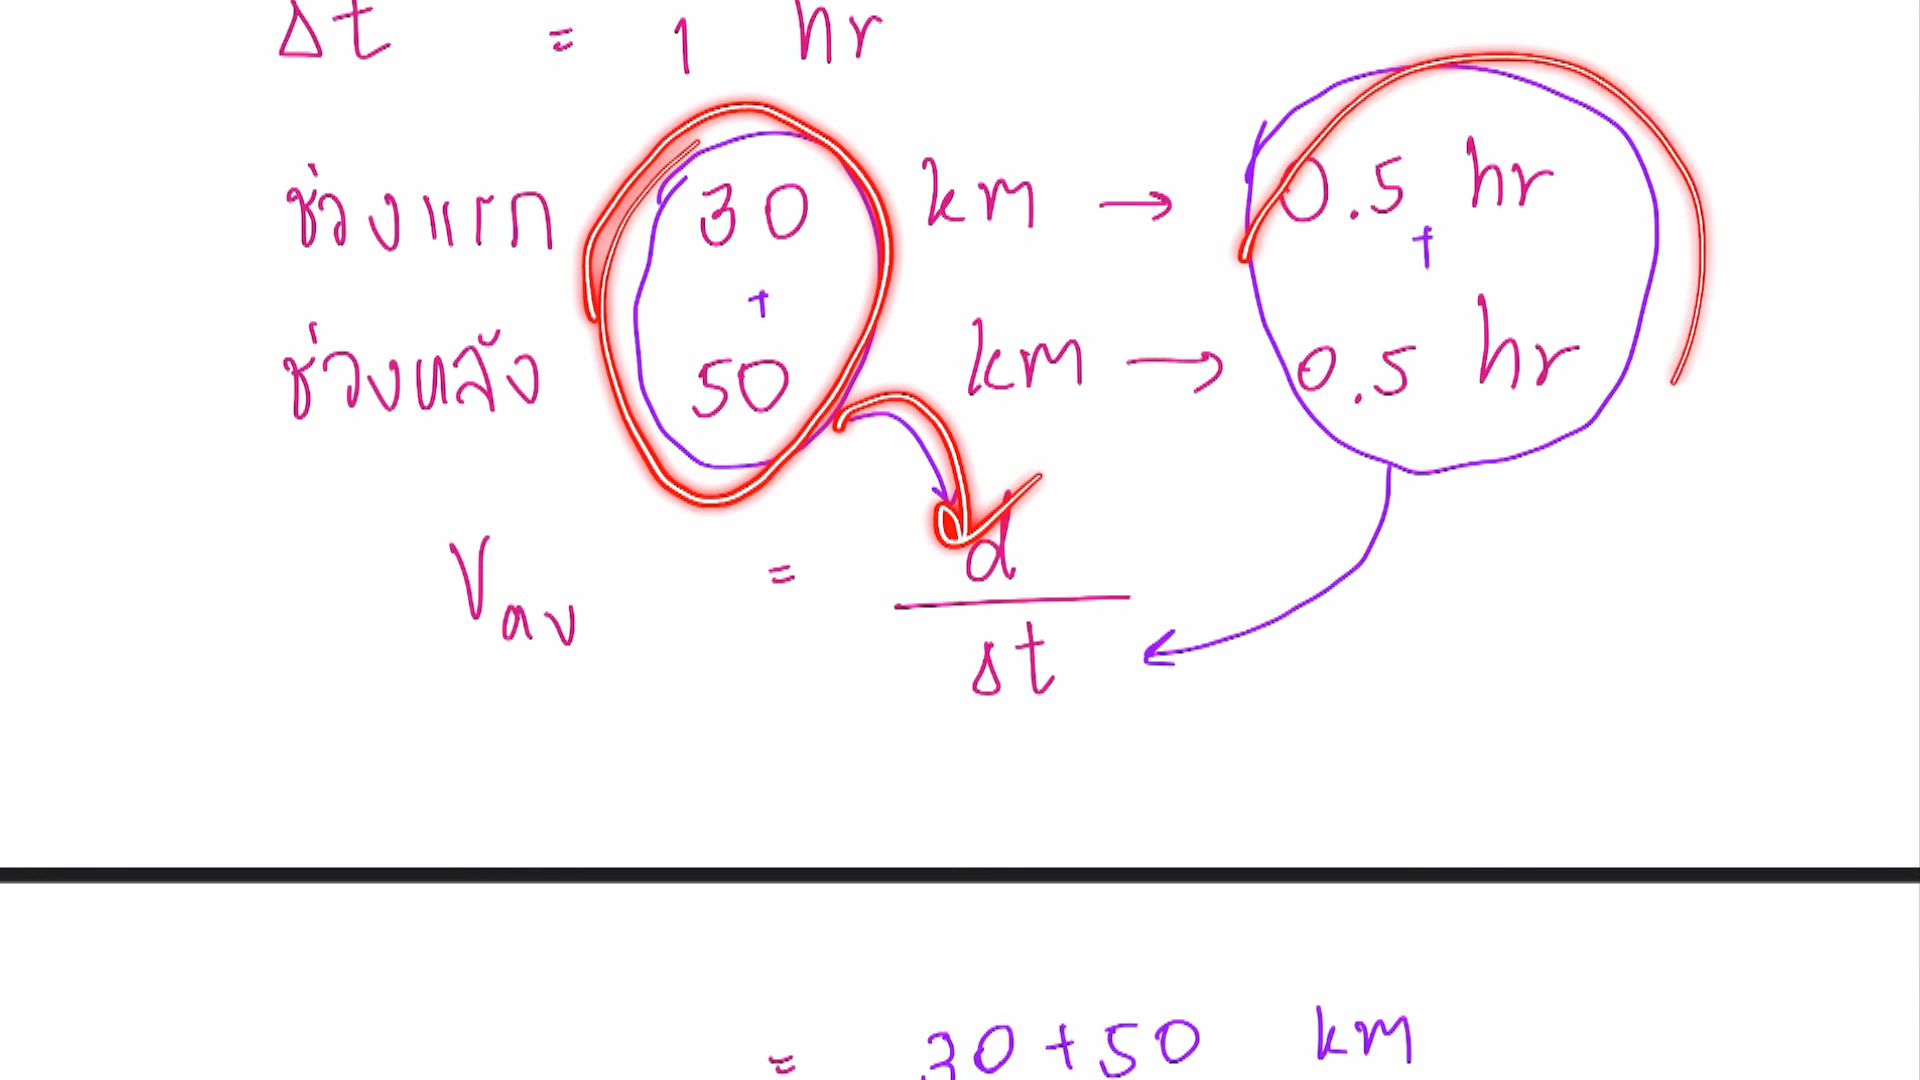 Δt = 1 hr
ช่วงแรก 30 km → 0.5 hr
+ +
ช่วงหลัง 50 km → 0.5 hr
Vav = d
Δt
= 30 + 50 km